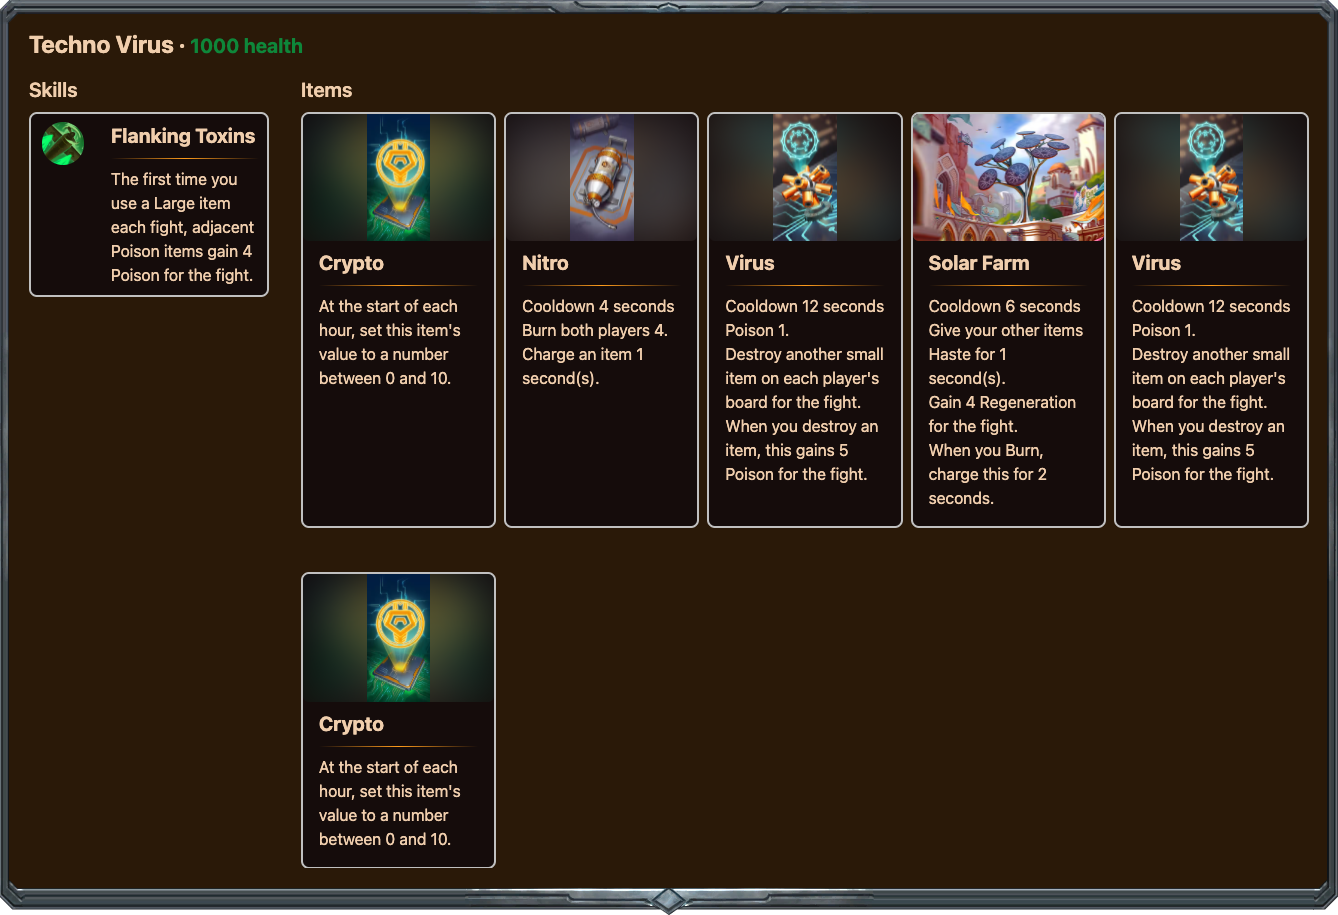 Techno Virus · 1000 health
Skills
Flanking Toxins
The first time you
use a Large item
each fight, adjacent
Poison items gain 4
Poison for the fight.
Items
Crypto
At the start of each
hour, set this item's
value to a number
between 0 and 10.
Nitro
Cooldown 4 seconds
Burn both players 4.
Charge an item 1
second(s).
Virus
Cooldown 12 seconds
Poison 1.
Destroy another small
item on each player's
board for the fight.
When you destroy an
item, this gains 5
Poison for the fight.
Solar Farm
Cooldown 6 seconds
Give your other items
Haste for 1
second(s).
Gain 4 Regeneration
for the fight.
When you Burn,
charge this for 2
seconds.
Virus
Cooldown 12 seconds
Poison 1.
Destroy another small
item on each player's
board for the fight.
When you destroy an
item, this gains 5
Poison for the fight.
Crypto
At the start of each
hour, set this item's
value to a number
between 0 and 10.